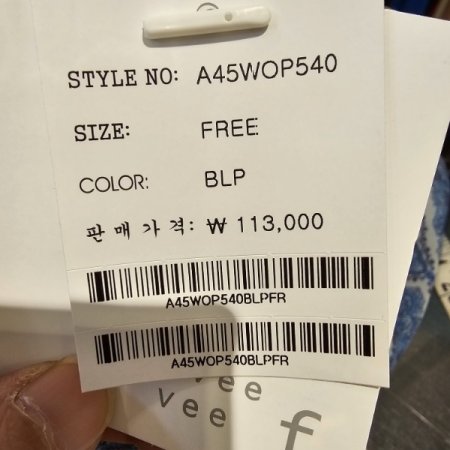 STYLE NO: A45WOP540
SIZE: FREE
COLOR: BLP
판매가격: ₩ 113,000
A45WOP540BLPFR
A45WOP540BLPFR
vee
vee f